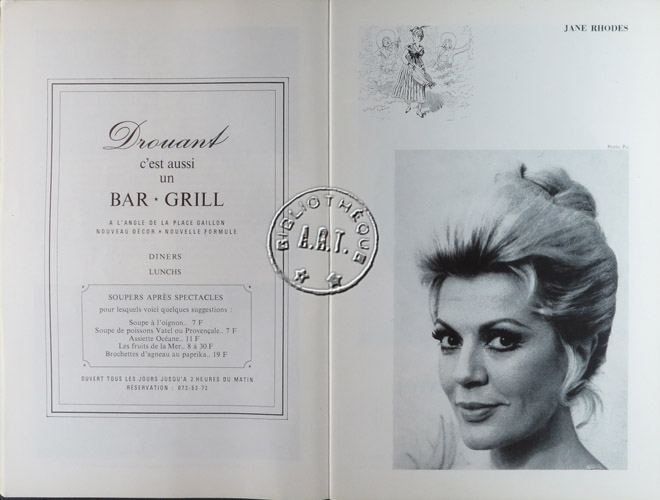 Drouant
c'est aussi
un
BAR ⋆ GRILL
A L'ANGLE DE LA PLACE GAILLON
NOUVEAU DÉCOR ⋆ NOUVELLE FORMULE
DINERS
LUNCHS
SOUPERS APRÈS SPECTACLES
pour lesquels voici quelques suggestions :
Soupe à l'oignon.. 7 F
Soupe de poissons Vatel ou Provençale.. 7 F
Assiette Océane.. 11 F
Les fruits de la Mer.. 8 à 30 F
Brochettes d'agneau au paprika.. 19 F
OUVERT TOUS LES JOURS JUSQU'A 2 HEURES DU MATIN
RÉSERVATION : 073-53-72
BIBLIOTHÈQUE
A.R.T.
JANE RHODES
Photo Pic